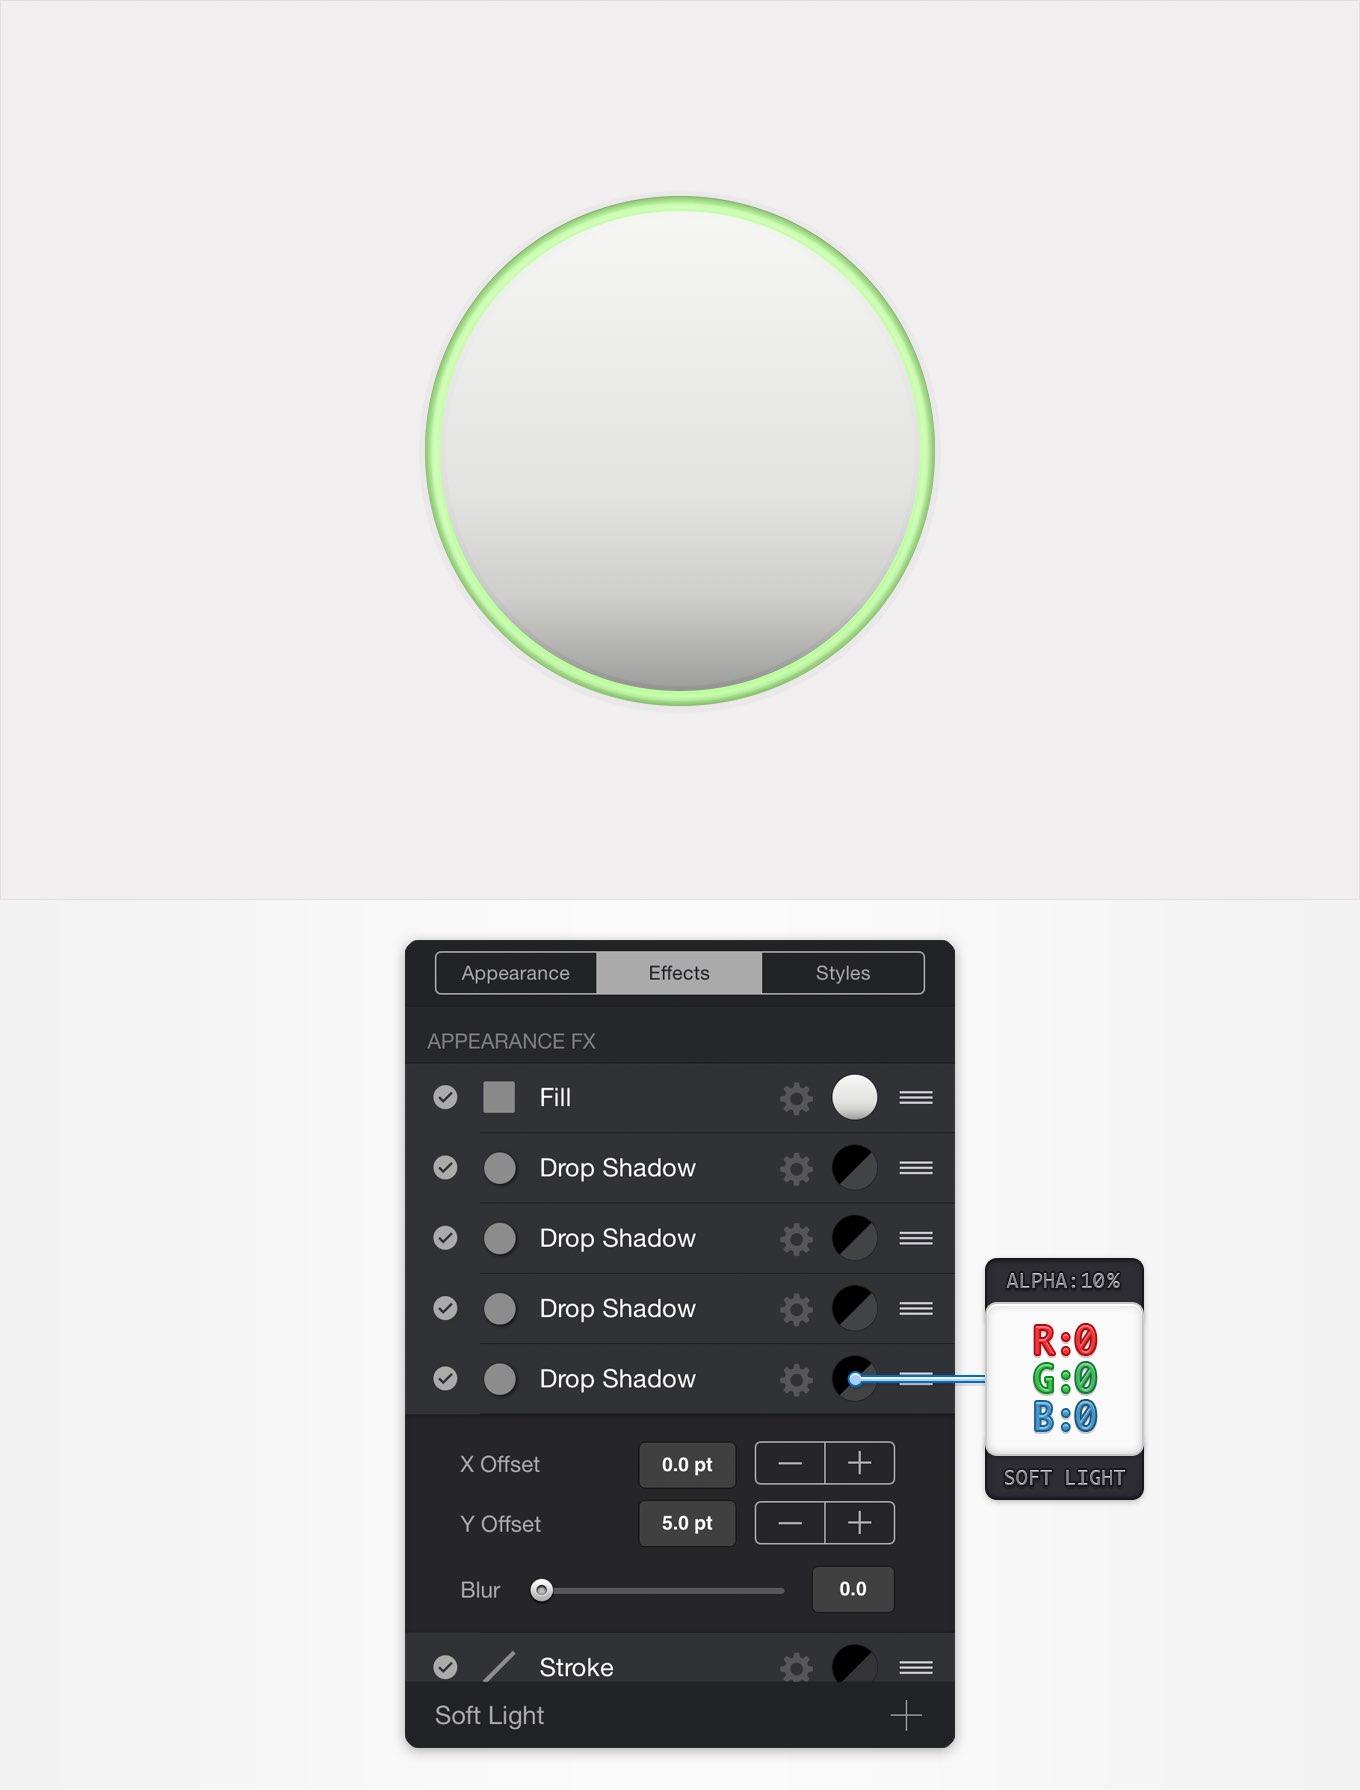 Appearance Effects Styles
APPEARANCE FX
Fill
Drop Shadow
Drop Shadow
Drop Shadow
Drop Shadow
X Offset 0.0 pt
Y Offset 5.0 pt
Blur 0.0
Stroke
Soft Light
ALPHA:10%
R:0
G:0
B:0
SOFT LIGHT